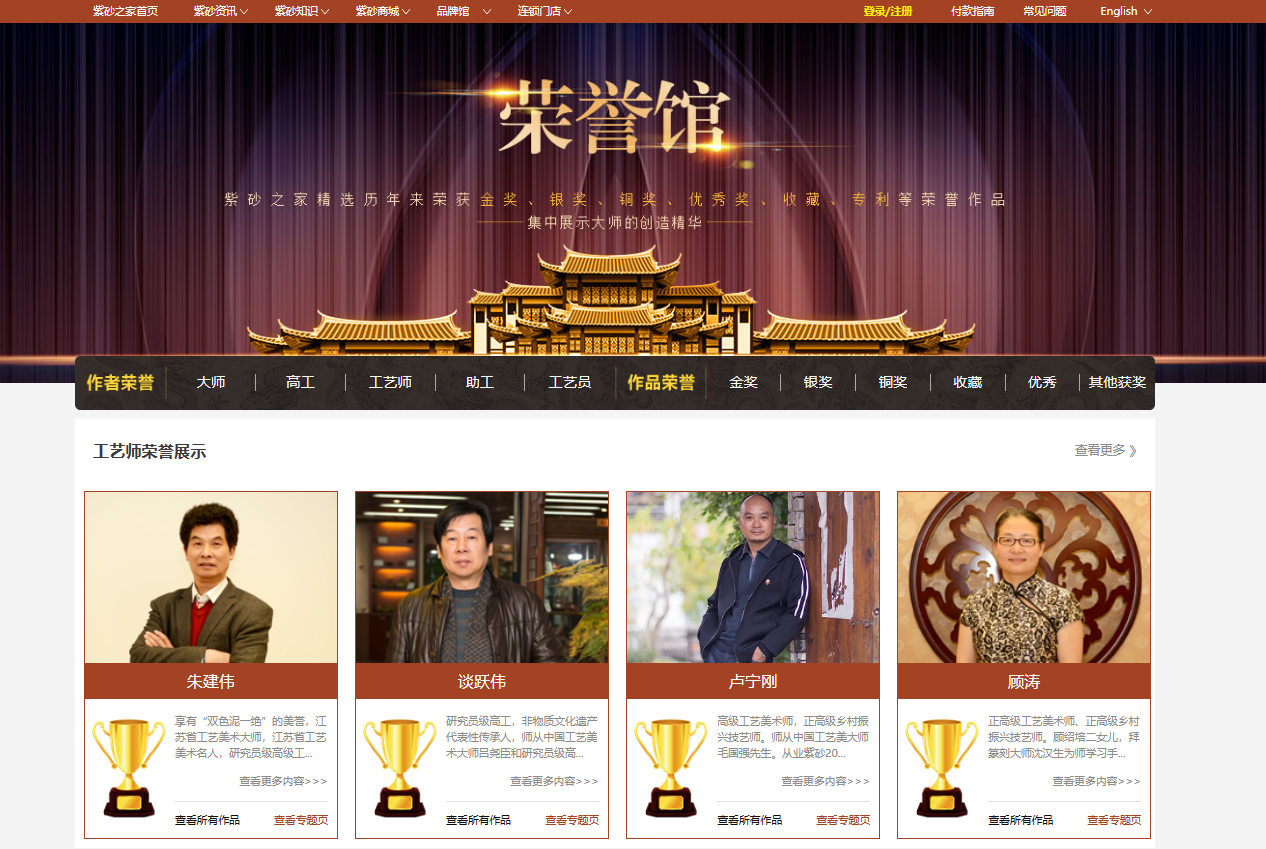 紫砂之家首页 紫砂资讯 紫砂知识 紫砂商城 品牌馆 连锁门店 登录/注册 付款指南 常见问题 English
荣誉馆
紫砂之家精选历年来荣获金奖、银奖、铜奖、优秀奖、收藏、专利等荣誉作品
集中展示大师的创造精华
作者荣誉 大师 高工 工艺师 助工 工艺员 作品荣誉 金奖 银奖 铜奖 收藏 优秀 其他获奖
工艺师荣誉展示 查看更多 》
朱建伟
享有“双色泥一绝”的美誉，江
苏省工艺美术大师，江苏省工艺
美术名人，研究员级高级工...
查看更多内容>>>
查看所有作品 查看专题页
谈跃伟
研究员级高工，非物质文化遗产
代表性传承人，师从中国工艺美
术大师吕尧臣和研究员级高...
查看更多内容>>>
查看所有作品 查看专题页
卢宁刚
高级工艺美术师，正高级乡村振
兴技艺师。师从中国工艺美大师
毛国强先生。从业紫砂20...
查看更多内容>>>
查看所有作品 查看专题页
顾涛
正高级工艺美术师、正高级乡村
振兴技艺师。顾绍培二女儿，拜
篆刻大师沈汉生为师学习手...
查看更多内容>>>
查看所有作品 查看专题页